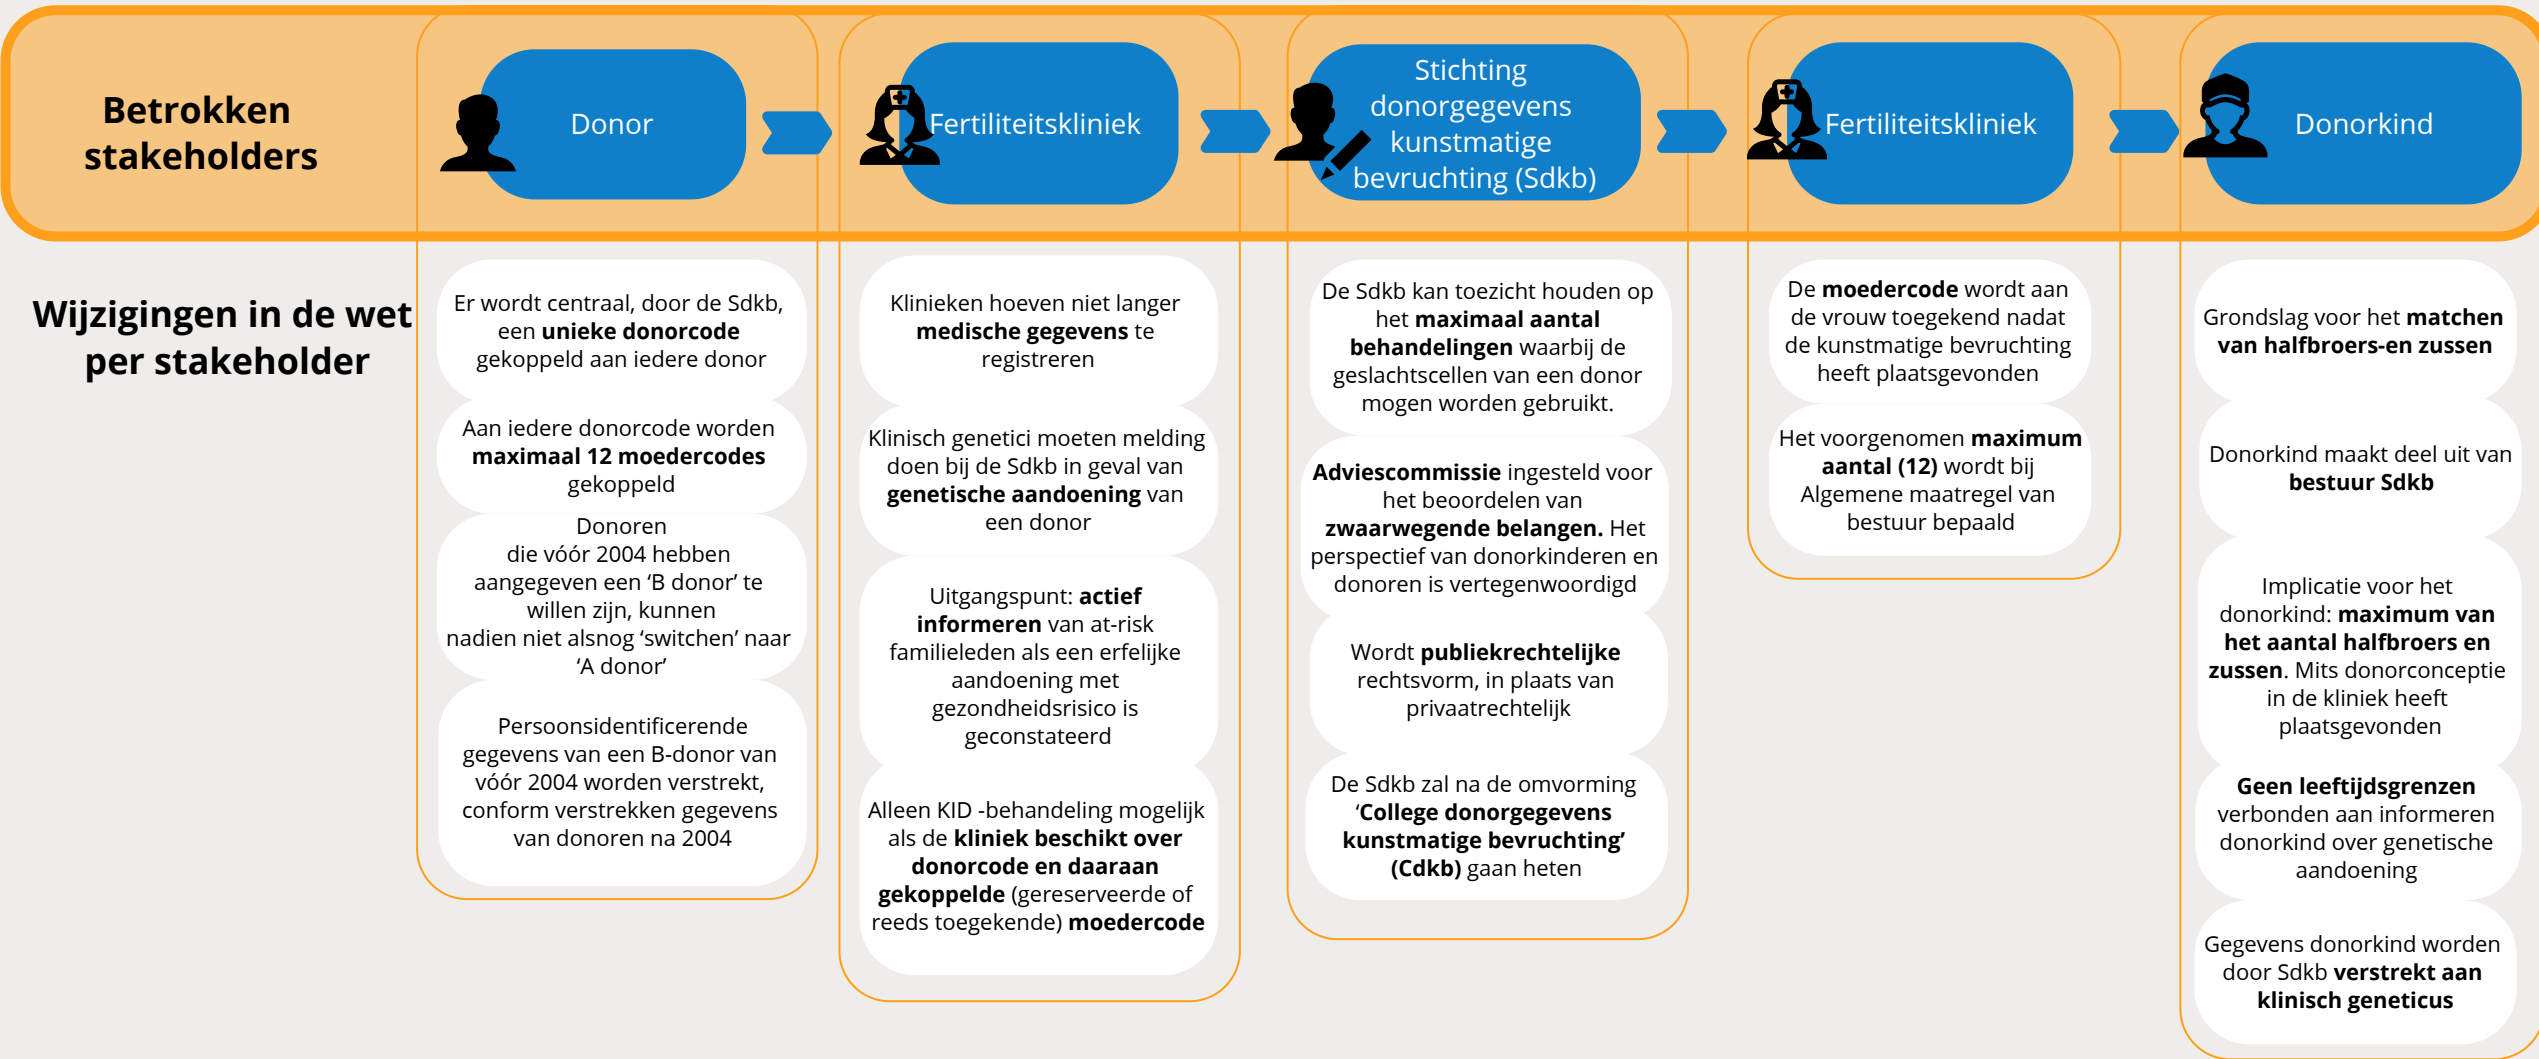 Betrokken
stakeholders
Donor
Fertiliteitskliniek
Stichting
donorgegevens
kunstmatige
bevruchting (Sdkb)
Fertiliteitskliniek
Donorkind
Wijzigingen in de wet
per stakeholder
Er wordt centraal, door de Sdkb,
een unieke donorcode
gekoppeld aan iedere donor
Aan iedere donorcode worden
maximaal 12 moedercodes
gekoppeld
Donoren
die vóór 2004 hebben
aangegeven een ‘B donor’ te
willen zijn, kunnen
nadien niet alsnog ‘switchen’ naar
‘A donor’
Persoonsidentificerende
gegevens van een B-donor van
vóór 2004 worden verstrekt,
conform verstrekken gegevens
van donoren na 2004
Klinieken hoeven niet langer
medische gegevens te
registreren
Klinisch genetici moeten melding
doen bij de Sdkb in geval van
genetische aandoening van
een donor
Uitgangspunt: actief
informeren van at-risk
familieleden als een erfelijke
aandoening met
gezondheidsrisico is
geconstateerd
Alleen KID -behandeling mogelijk
als de kliniek beschikt over
donorcode en daaraan
gekoppelde (gereserveerde of
reeds toegekende) moedercode
De Sdkb kan toezicht houden op
het maximaal aantal
behandelingen waarbij de
geslachtscellen van een donor
mogen worden gebruikt.
Adviescommissie ingesteld voor
het beoordelen van
zwaarwegende belangen. Het
perspectief van donorkinderen en
donoren is vertegenwoordigd
Wordt publiekrechtelijke
rechtsvorm, in plaats van
privaatrechtelijk
De Sdkb zal na de omvorming
‘College donorgegevens
kunstmatige bevruchting’
(Cdkb) gaan heten
De moedercode wordt aan
de vrouw toegekend nadat
de kunstmatige bevruchting
heeft plaatsgevonden
Het voorgenomen maximum
aantal (12) wordt bij
Algemene maatregel van
bestuur bepaald
Grondslag voor het matchen
van halfbroers-en zussen
Donorkind maakt deel uit van
bestuur Sdkb
Implicatie voor het
donorkind: maximum van
het aantal halfbroers en
zussen. Mits donorconceptie
in de kliniek heeft
plaatsgevonden
Geen leeftijdsgrenzen
verbonden aan informeren
donorkind over genetische
aandoening
Gegevens donorkind worden
door Sdkb verstrekt aan
klinisch geneticus